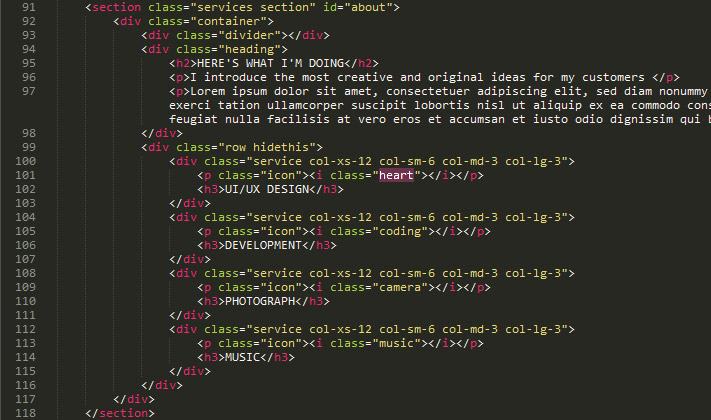 91 <section class="services section" id="about">
92 <div class="container">
93 <div class="divider"></div>
94 <div class="heading">
95 <h2>HERE'S WHAT I'M DOING</h2>
96 <p>I introduce the most creative and original ideas for my customers </p>
97 <p>Lorem ipsum dolor sit amet, consectetuer adipiscing elit, sed diam nonummy
exerci tation ullamcorper suscipit lobortis nisl ut aliquip ex ea commodo cons
feugiat nulla facilisis at vero eros et accumsan et iusto odio dignissim qui b
98 </div>
99 <div class="row hidethis">
100 <div class="service col-xs-12 col-sm-6 col-md-3 col-lg-3">
101 <p class="icon"><i class="heart"></i></p>
102 <h3>UI/UX DESIGN</h3>
103 </div>
104 <div class="service col-xs-12 col-sm-6 col-md-3 col-lg-3">
105 <p class="icon"><i class="coding"></i></p>
106 <h3>DEVELOPMENT</h3>
107 </div>
108 <div class="service col-xs-12 col-sm-6 col-md-3 col-lg-3">
109 <p class="icon"><i class="camera"></i></p>
110 <h3>PHOTOGRAPH</h3>
111 </div>
112 <div class="service col-xs-12 col-sm-6 col-md-3 col-lg-3">
113 <p class="icon"><i class="music"></i></p>
114 <h3>MUSIC</h3>
115 </div>
116 </div>
117 </div>
118 </section>